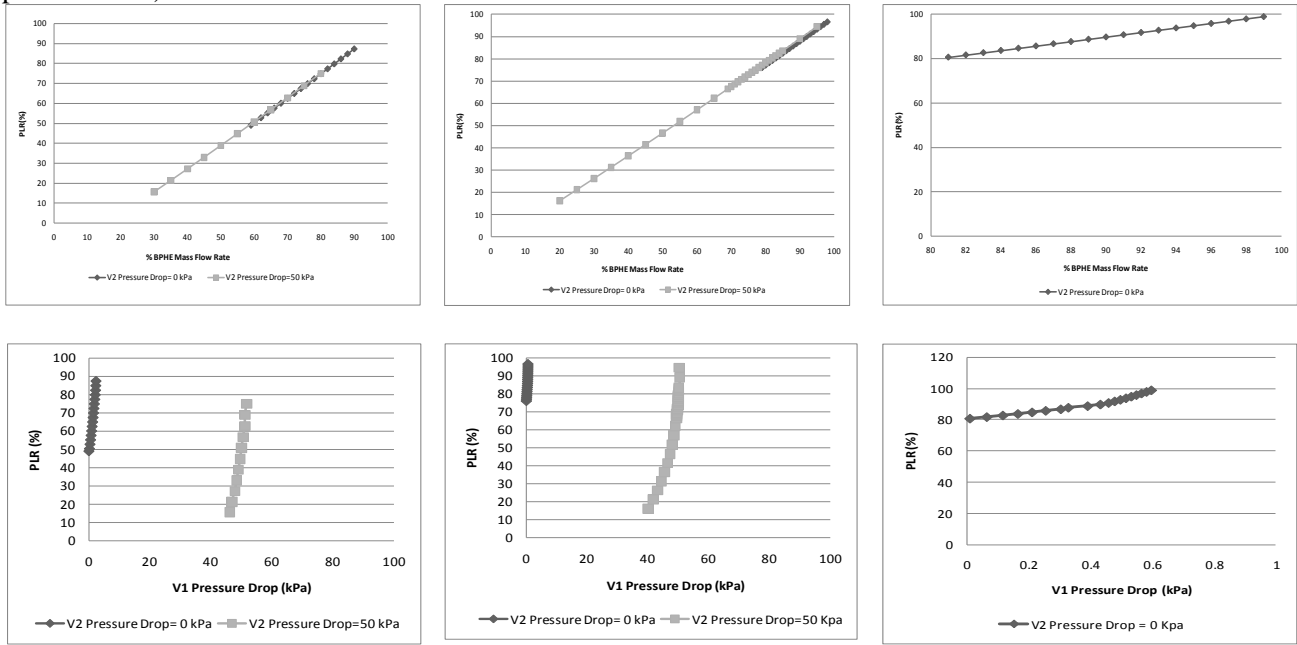 100
90
80
70
60
50
40
30
20
10
0
PLR(%)
0 10 20 30 40 50 60 70 80 90 100
% BPHE Mass Flow Rate
V2 Pressure Drop= 0 kPa V2 Pressure Drop=50 kPa
100
90
80
70
60
50
40
30
20
10
0
PLR(%)
0 10 20 30 40 50 60 70 80 90 100
% BPHE Mass Flow Rate
V2 Pressure Drop= 0 kPa V2 Pressure Drop=50 kPa
100
80
60
40
20
0
PLR(%)
80 82 84 86 88 90 92 94 96 98 100
% BPHE Mass Flow Rate
V2 Pressure Drop= 0 kPa
100
90
80
70
60
50
40
30
20
10
0
PLR (%)
0 20 40 60 80 100
V1 Pressure Drop (kPa)
V2 Pressure Drop= 0 kPa V2 Pressure Drop=50 kPa
100
90
80
70
60
50
40
30
20
10
0
PLR (%)
0 20 40 60 80 100
V1 Pressure Drop (kPa)
V2 Pressure Drop= 0 kPa V2 Pressure Drop=50 Kpa
120
100
80
60
40
20
0
PLR(%)
0 0.2 0.4 0.6 0.8 1
V1 Pressure Drop (kPa)
V2 Pressure Drop = 0 Kpa